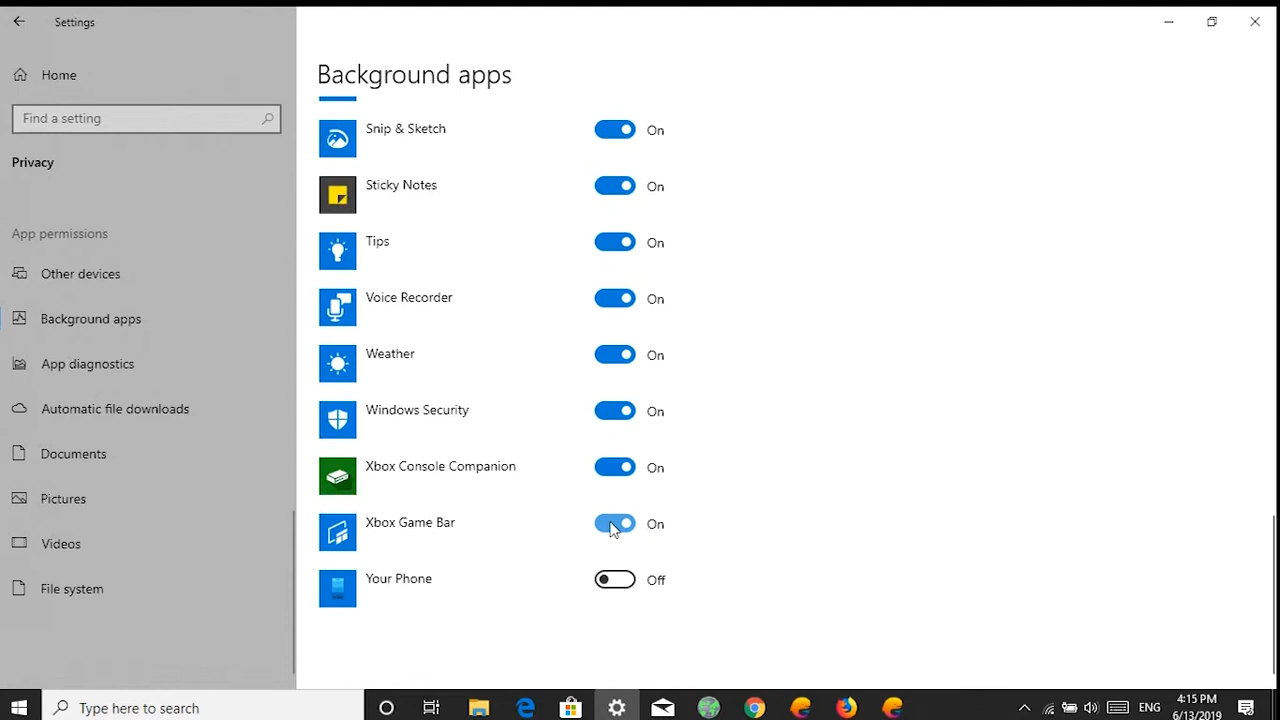 Settings
Home
Find a setting
Privacy
App permissions
Other devices
Background apps
App diagnostics
Automatic file downloads
Documents
Pictures
Videos
File system
Background apps
Snip & Sketch On
Sticky Notes On
Tips On
Voice Recorder On
Weather On
Windows Security On
Xbox Console Companion On
Xbox Game Bar On
Your Phone Off
Type here to search
ENG
4:15 PM
6/13/2019